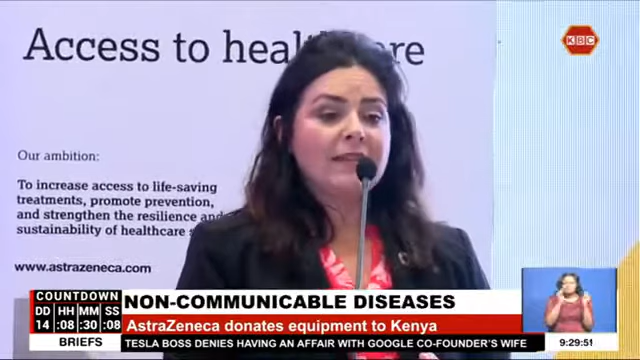 Access to healthcare
KBC
Our ambition:
To increase access to life-saving
treatments, promote prevention,
and strengthen the resilience and
sustainability of healthcare s
www.astrazeneca.com
COUNTDOWN
DD HH MM SS
14 :08 :30 :08
NON-COMMUNICABLE DISEASES
AstraZeneca donates equipment to Kenya
BRIEFS
TESLA BOSS DENIES HAVING AN AFFAIR WITH GOOGLE CO-FOUNDER'S WIFE
9:29:51